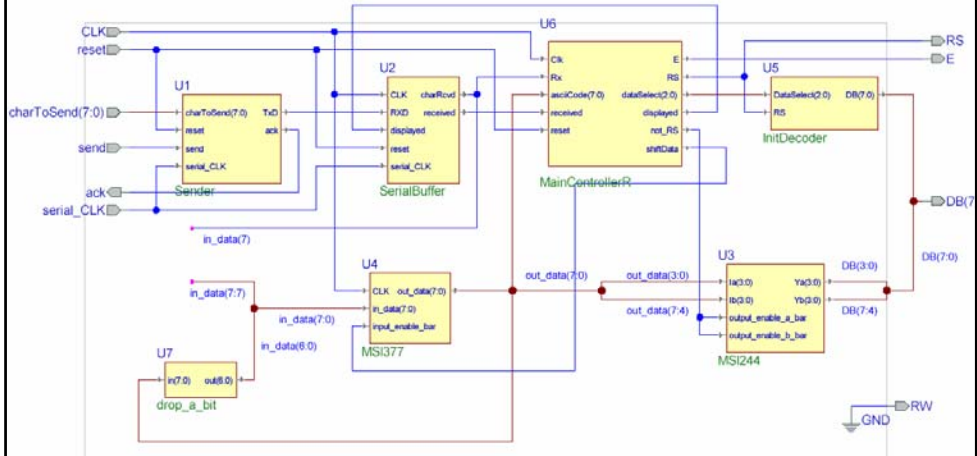 CLK
reset
charToSend(7:0)
send
ack
serial_CLK
U1
charToSend(7:0) TxD
reset ack
send
serial_CLK
Sender
U2
CLK charRcvd
RXD received
displayed
reset
serial_CLK
SerialBuffer
U6
Clk E
Rx RS
asciiCode(7:0) dataSelect(2:0)
received displayed
reset not_RS
shiftData
MainControllerR
U5
DataSelect(2:0) DB(7:0)
RS
InitDecoder
RS
E
DB(7
DB(7:0)
in_data(7)
in_data(7:7)
in_data(7:0)
in_data(6:0)
U4
CLK out_data(7:0)
in_data(7:0)
input_enable_bar
MSI377
U7
in(7:0) out(6:0)
drop_a_bit
out_data(7:0)
out_data(3:0)
out_data(7:4)
U3
Ia(3:0) Ya(3:0)
Ib(3:0) Yb(3:0)
output_enable_a_bar
output_enable_b_bar
MSI244
DB(3:0)
DB(7:4)
RW
GND